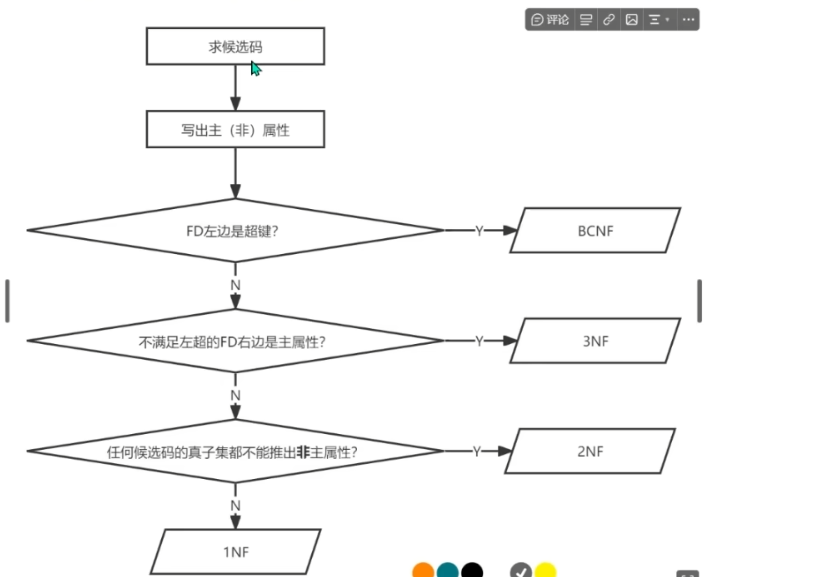 评论
求候选码
写出主（非）属性
FD左边是超键?
Y
BCNF
N
不满足左超的FD右边是主属性?
Y
3NF
N
任何候选码的真子集都不能推出非主属性?
Y
2NF
N
1NF